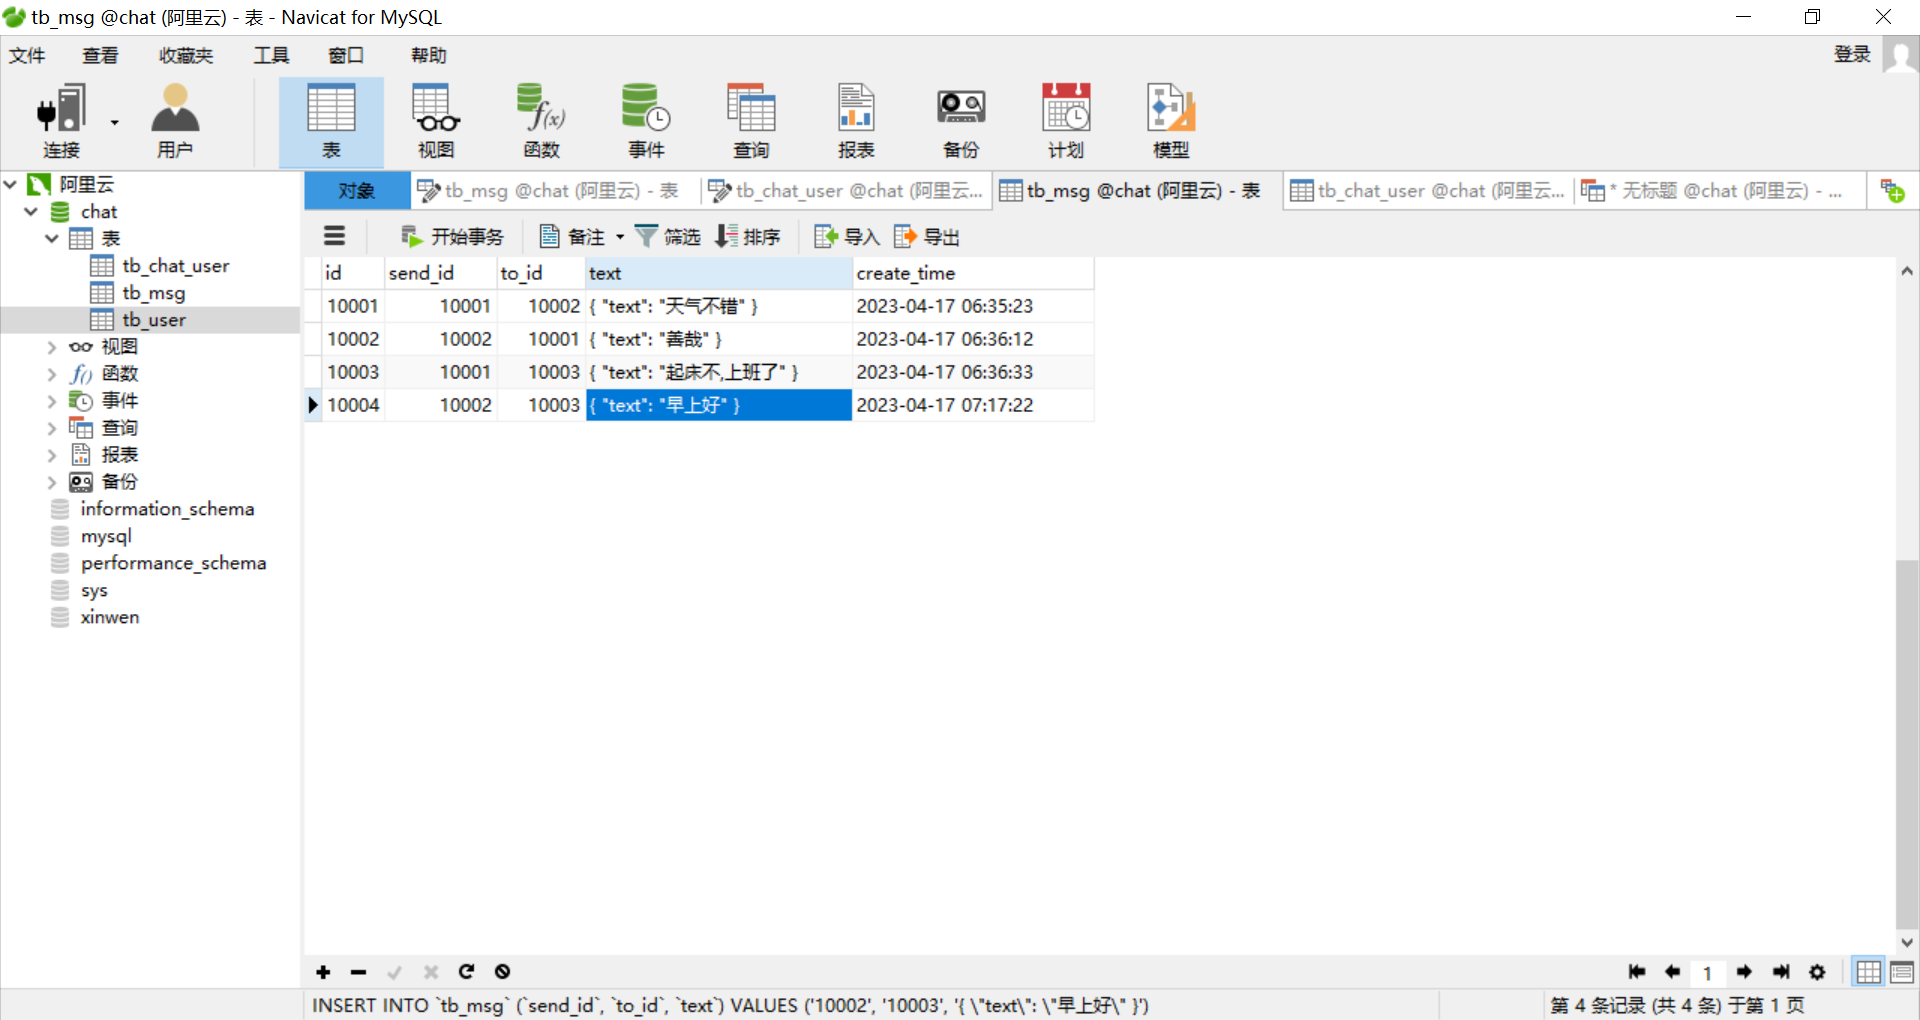 tb_msg @chat (阿里云) - 表 - Navicat for MySQL
文件 查看 收藏夹 工具 窗口 帮助 登录
连接 用户 表 视图 函数 事件 查询 报表 备份 计划 模型
阿里云
chat
表
tb_chat_user
tb_msg
tb_user
视图
函数
事件
查询
报表
备份
information_schema
mysql
performance_schema
sys
xinwen
对象 tb_msg @chat (阿里云) - 表 tb_chat_user @chat (阿里云... tb_msg @chat (阿里云) - 表 tb_chat_user @chat (阿里云... * 无标题 @chat (阿里云) - ...
开始事务 备注 筛选 排序 导入 导出
id send_id to_id text create_time
10001 10001 10002 { "text": "天气不错" } 2023-04-17 06:35:23
10002 10002 10001 { "text": "善哉" } 2023-04-17 06:36:12
10003 10001 10003 { "text": "起床不,上班了" } 2023-04-17 06:36:33
10004 10002 10003 { "text": "早上好" } 2023-04-17 07:17:22
1
INSERT INTO `tb_msg` (`send_id`, `to_id`, `text`) VALUES ('10002', '10003', '{ \"text\": \"早上好\" }')
第 4 条记录 (共 4 条) 于第 1 页